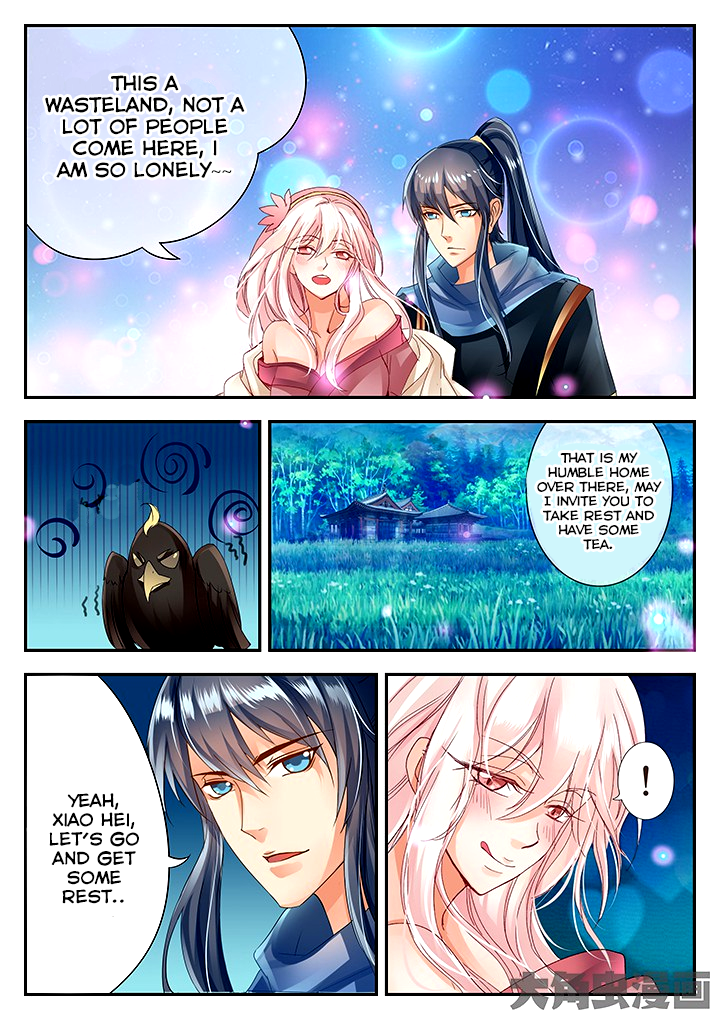 THIS A
WASTELAND, NOT A
LOT OF PEOPLE
COME HERE, I
AM SO LONELY~~
THAT IS MY
HUMBLE HOME
OVER THERE, MAY
I INVITE YOU TO
TAKE REST AND
HAVE SOME
TEA.
YEAH,
XIAO HEI,
LET'S GO
AND GET
SOME
REST..
!
大角虫漫画